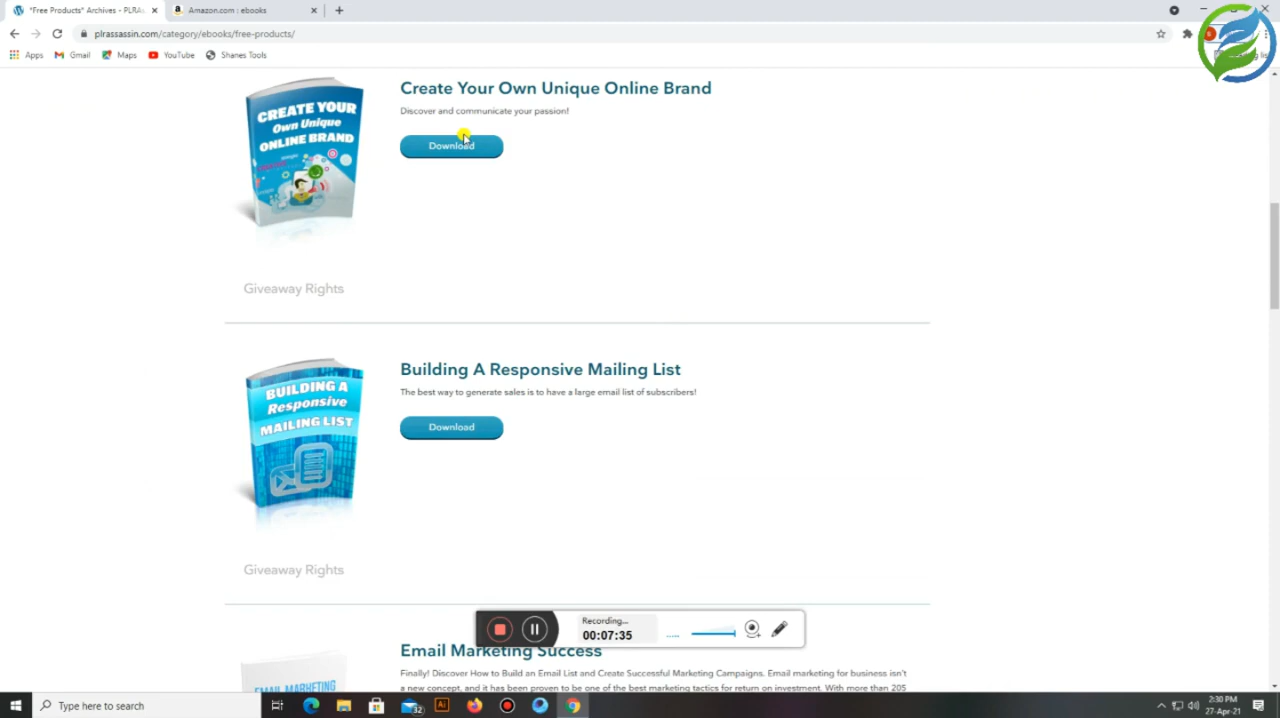 "Free Products" Archives - PLRAs
Amazon.com : ebooks
plrassassin.com/category/ebooks/free-products/
Apps
Gmail
Maps
YouTube
Shanes Tools
CREATE YOUR
Own Unique
ONLINE BRAND
Create Your Own Unique Online Brand
Discover and communicate your passion!
Download
Giveaway Rights
BUILDING A
Responsive
MAILING LIST
Building A Responsive Mailing List
The best way to generate sales is to have a large email list of subscribers!
Download
Giveaway Rights
Recording...
00:07:35
EMAIL MARKETING
Email Marketing Success
Finally! Discover How to Build an Email List and Create Successful Marketing Campaigns. Email marketing for business isn't
a new concept, and it has been proven to be one of the best marketing tactics for return on investment. With more than 205
Type here to search
Ai
32
2:30 PM
27-Apr-21